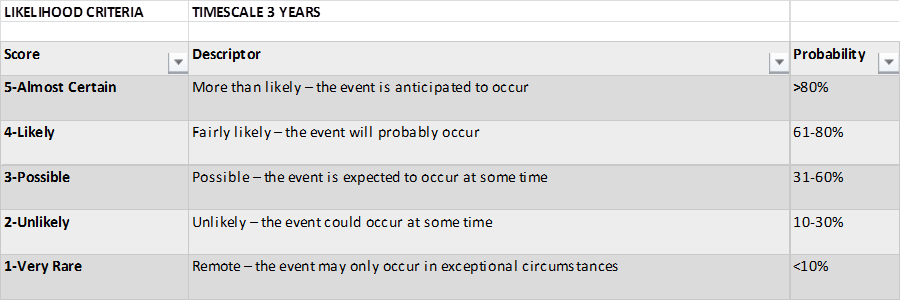 LIKELIHOOD CRITERIA TIMESCALE 3 YEARS
Score Descriptor Probability
5-Almost Certain More than likely – the event is anticipated to occur >80%
4-Likely Fairly likely – the event will probably occur 61-80%
3-Possible Possible – the event is expected to occur at some time 31-60%
2-Unlikely Unlikely – the event could occur at some time 10-30%
1-Very Rare Remote – the event may only occur in exceptional circumstances <10%